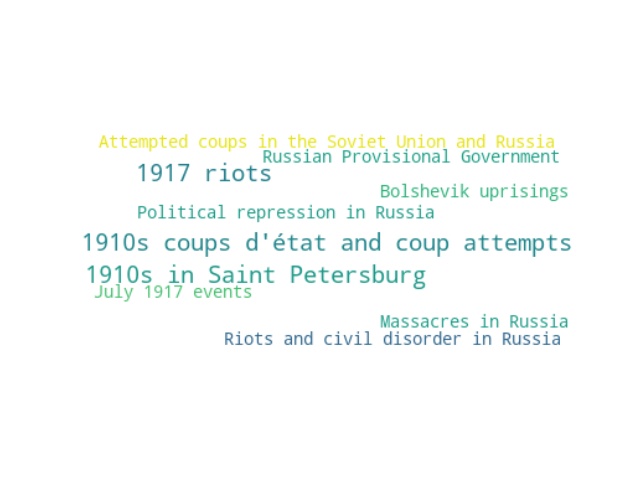 Attempted coups in the Soviet Union and Russia
Russian Provisional Government
1917 riots
Bolshevik uprisings
Political repression in Russia
1910s coups d'état and coup attempts
1910s in Saint Petersburg
July 1917 events
Massacres in Russia
Riots and civil disorder in Russia